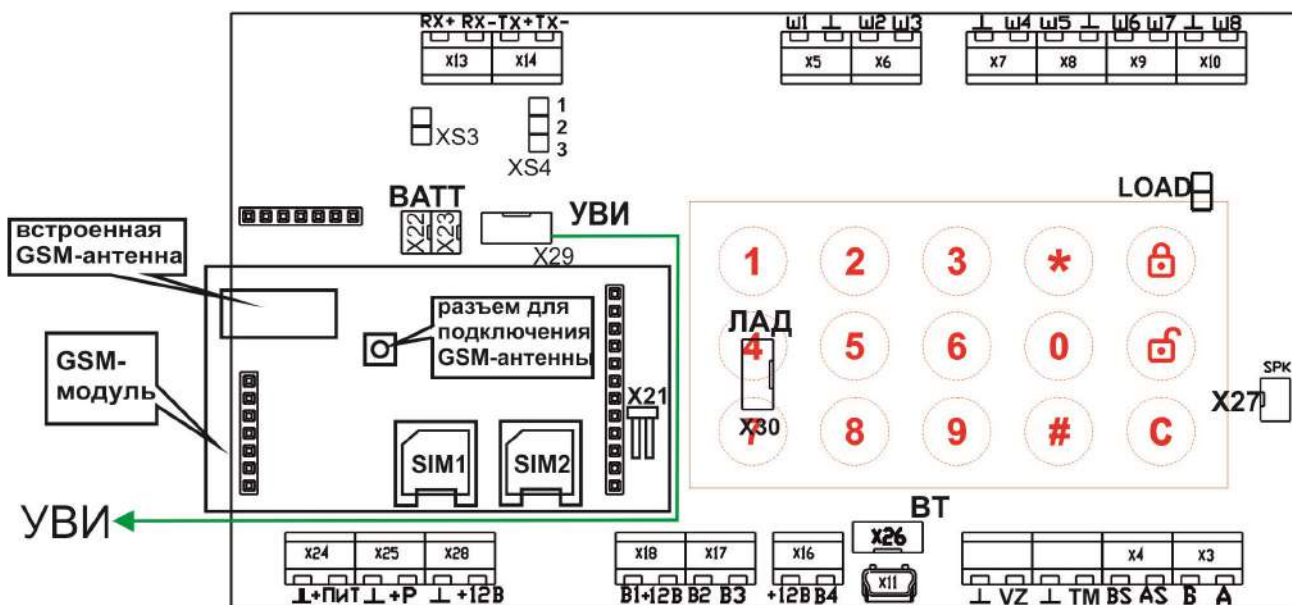 RX+ RX- TX+ TX-
X13 X14
Ш1 ⊥ Ш2 Ш3
X5 X6
⊥ Ш4 Ш5 ⊥ Ш6 Ш7 ⊥ Ш8
X7 X8 X9 X10
XS3
1
2
3
XS4
LOAD
BATT
X22 X23
УВИ
X29
встроенная
GSM-антенна
разъем для
подключения
GSM-антенны
GSM-
модуль
X21
SIM1 SIM2
1 2 3 *
ЛАД
4 5 6 0
7 8 9 # C
X30
SPK
X27
УВИ
BT
X26
X11
X24 X25 X28
⊥ +ПИТ ⊥ +P ⊥ +12В
X18 X17
В1 +12В В2 В3
X16
+12В В4
X4 X3
⊥ VZ ⊥ TM BS AS B A